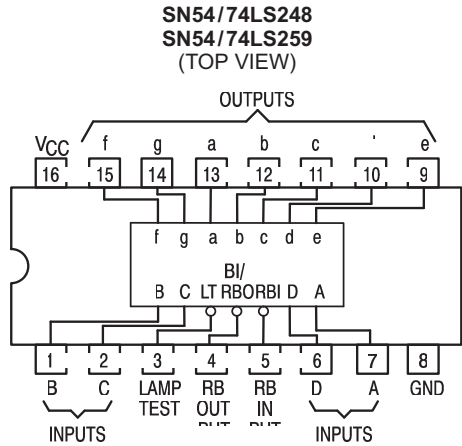 SN54/74LS248
SN54/74LS259
(TOP VIEW)
OUTPUTS
VCC f g a b c ' e
16 15 14 13 12 11 10 9
f g a b c d e
BI/
B C LT RBO RBI D A
1 2 3 4 5 6 7 8
B C LAMP RB RB D A GND
TEST OUT IN
INPUTS INPUTS